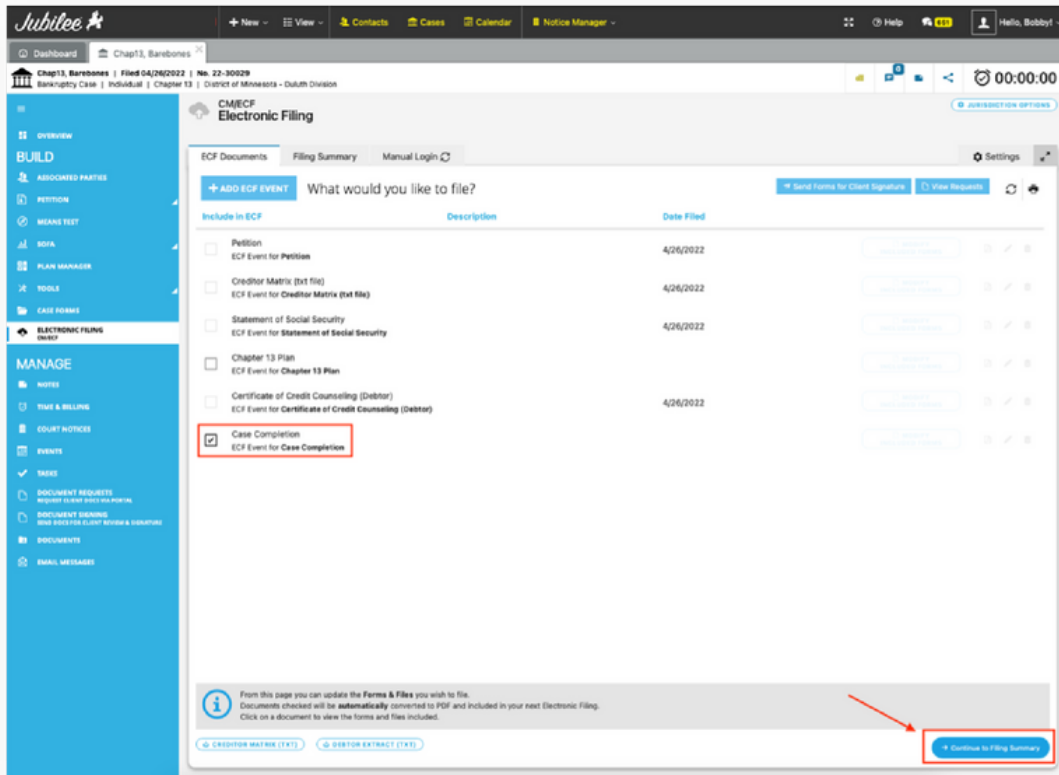 Jubilee
+ New View Contacts Cases Calendar Notice Manager Help 651 Hello, Bobby!
Dashboard Chap13, Barebones
Chap13, Barebones | Filed 04/26/2022 | No. 22-30029
Bankruptcy Case | Individual | Chapter 13 | District of Minnesota - Duluth Division
0 00:00:00
CM/ECF
Electronic Filing
JURISDICTION OPTIONS
OVERVIEW
BUILD
ASSOCIATED PARTIES
PETITION
MEANS TEST
SOFA
PLAN MANAGER
TOOLS
CASE FORMS
ELECTRONIC FILING
CM/ECF
MANAGE
NOTES
TIME & BILLING
COURT NOTICES
EVENTS
TASKS
DOCUMENT REQUESTS
REQUEST CLIENT DOCS VIA PORTAL
DOCUMENT SIGNING
SEND DOCS FOR CLIENT REVIEW & SIGNATURE
DOCUMENTS
EMAIL MESSAGES
ECF Documents Filing Summary Manual Login Settings
+ ADD ECF EVENT What would you like to file? Send Forms for Client Signature View Requests
Include in ECF Description Date Filed
Petition
ECF Event for Petition
4/26/2022
Creditor Matrix (txt file)
ECF Event for Creditor Matrix (txt file)
4/26/2022
Statement of Social Security
ECF Event for Statement of Social Security
4/26/2022
Chapter 13 Plan
ECF Event for Chapter 13 Plan
Certificate of Credit Counseling (Debtor)
ECF Event for Certificate of Credit Counseling (Debtor)
4/26/2022
Case Completion
ECF Event for Case Completion
From this page you can update the Forms & Files you wish to file.
Documents checked will be automatically converted to PDF and included in your next Electronic Filing.
Click on a document to view the forms and files included.
CREDITOR MATRIX (TXT) DEBTOR EXTRACT (TXT) Continue to Filing Summary